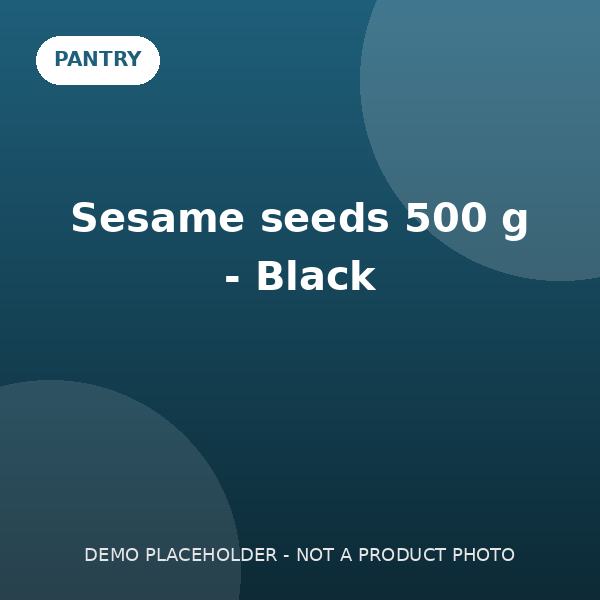 PANTRY
Sesame seeds 500 g
- Black
DEMO PLACEHOLDER - NOT A PRODUCT PHOTO